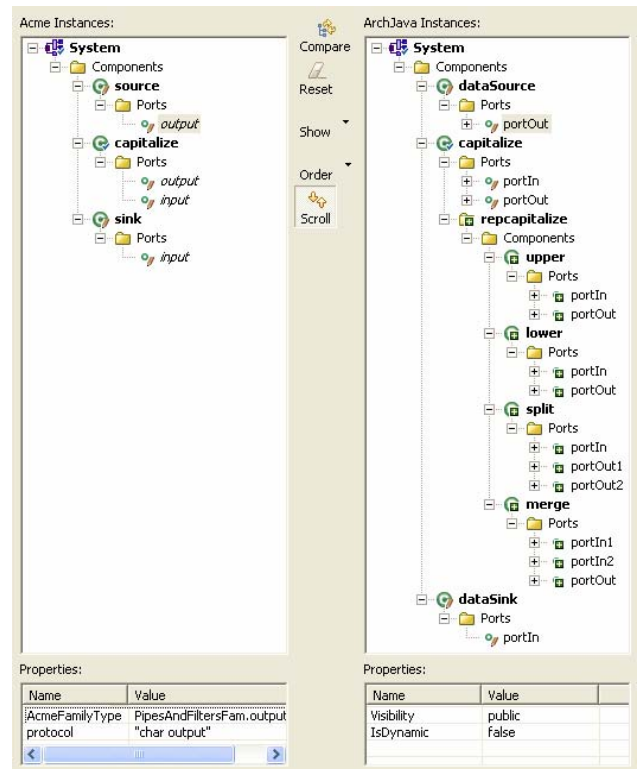 Acme Instances:
System
Components
source
Ports
output
capitalize
Ports
output
input
sink
Ports
input
Compare
Reset
Show
Order
Scroll
ArchJava Instances:
System
Components
dataSource
Ports
portOut
capitalize
Ports
portIn
portOut
repcapitalize
Components
upper
Ports
portIn
portOut
lower
Ports
portIn
portOut
split
Ports
portIn
portOut1
portOut2
merge
Ports
portIn1
portIn2
portOut
dataSink
Ports
portIn
Properties:
Name Value
AcmeFamilyType PipesAndFiltersFam.output
protocol "char output"
Properties:
Name Value
Visibility public
IsDynamic false